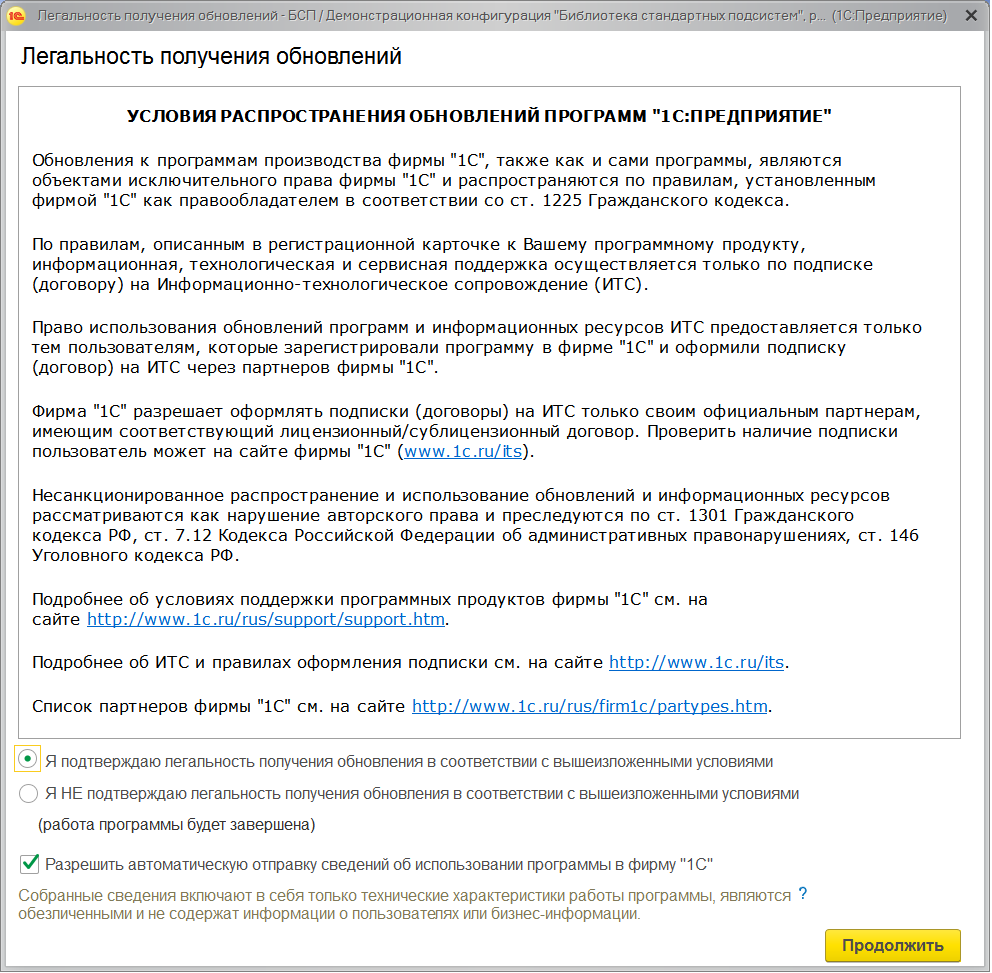 Легальность получения обновлений - БСП / Демонстрационная конфигурация "Библиотека стандартных подсистем", р... (1С:Предприятие)
Легальность получения обновлений
УСЛОВИЯ РАСПРОСТРАНЕНИЯ ОБНОВЛЕНИЙ ПРОГРАММ "1С:ПРЕДПРИЯТИЕ"
Обновления к программам производства фирмы "1С", также как и сами программы, являются
объектами исключительного права фирмы "1С" и распространяются по правилам, установленным
фирмой "1С" как правообладателем в соответствии со ст. 1225 Гражданского кодекса.
По правилам, описанным в регистрационной карточке к Вашему программному продукту,
информационная, технологическая и сервисная поддержка осуществляется только по подписке
(договору) на Информационно-технологическое сопровождение (ИТС).
Право использования обновлений программ и информационных ресурсов ИТС предоставляется только
тем пользователям, которые зарегистрировали программу в фирме "1С" и оформили подписку
(договор) на ИТС через партнеров фирмы "1С".
Фирма "1С" разрешает оформлять подписки (договоры) на ИТС только своим официальным партнерам,
имеющим соответствующий лицензионный/сублицензионный договор. Проверить наличие подписки
пользователь может на сайте фирмы "1С" (www.1c.ru/its).
Несанкционированное распространение и использование обновлений и информационных ресурсов
рассматриваются как нарушение авторского права и преследуются по ст. 1301 Гражданского
кодекса РФ, ст. 7.12 Кодекса Российской Федерации об административных правонарушениях, ст. 146
Уголовного кодекса РФ.
Подробнее об условиях поддержки программных продуктов фирмы "1С" см. на
сайте http://www.1c.ru/rus/support/support.htm.
Подробнее об ИТС и правилах оформления подписки см. на сайте http://www.1c.ru/its.
Список партнеров фирмы "1С" см. на сайте http://www.1c.ru/rus/firm1c/partypes.htm.
Я подтверждаю легальность получения обновления в соответствии с вышеизложенными условиями
Я НЕ подтверждаю легальность получения обновления в соответствии с вышеизложенными условиями
(работа программы будет завершена)
Разрешить автоматическую отправку сведений об использовании программы в фирму "1С"
Собранные сведения включают в себя только технические характеристики работы программы, являются ?
обезличенными и не содержат информации о пользователях или бизнес-информации.
Продолжить